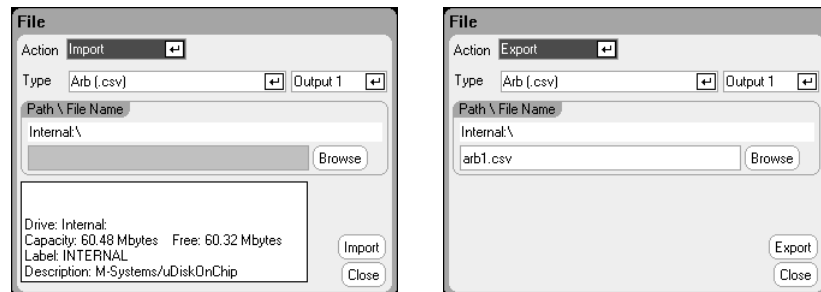 File
Action Import
Type Arb (.csv) Output 1
Path \ File Name
Internal:\
Browse
Drive: Internal:
Capacity: 60.48 Mbytes Free: 60.32 Mbytes
Label: INTERNAL
Description: M-Systems/uDiskOnChip
Import
Close
File
Action Export
Type Arb (.csv) Output 1
Path \ File Name
Internal:\
arb1.csv Browse
Export
Close